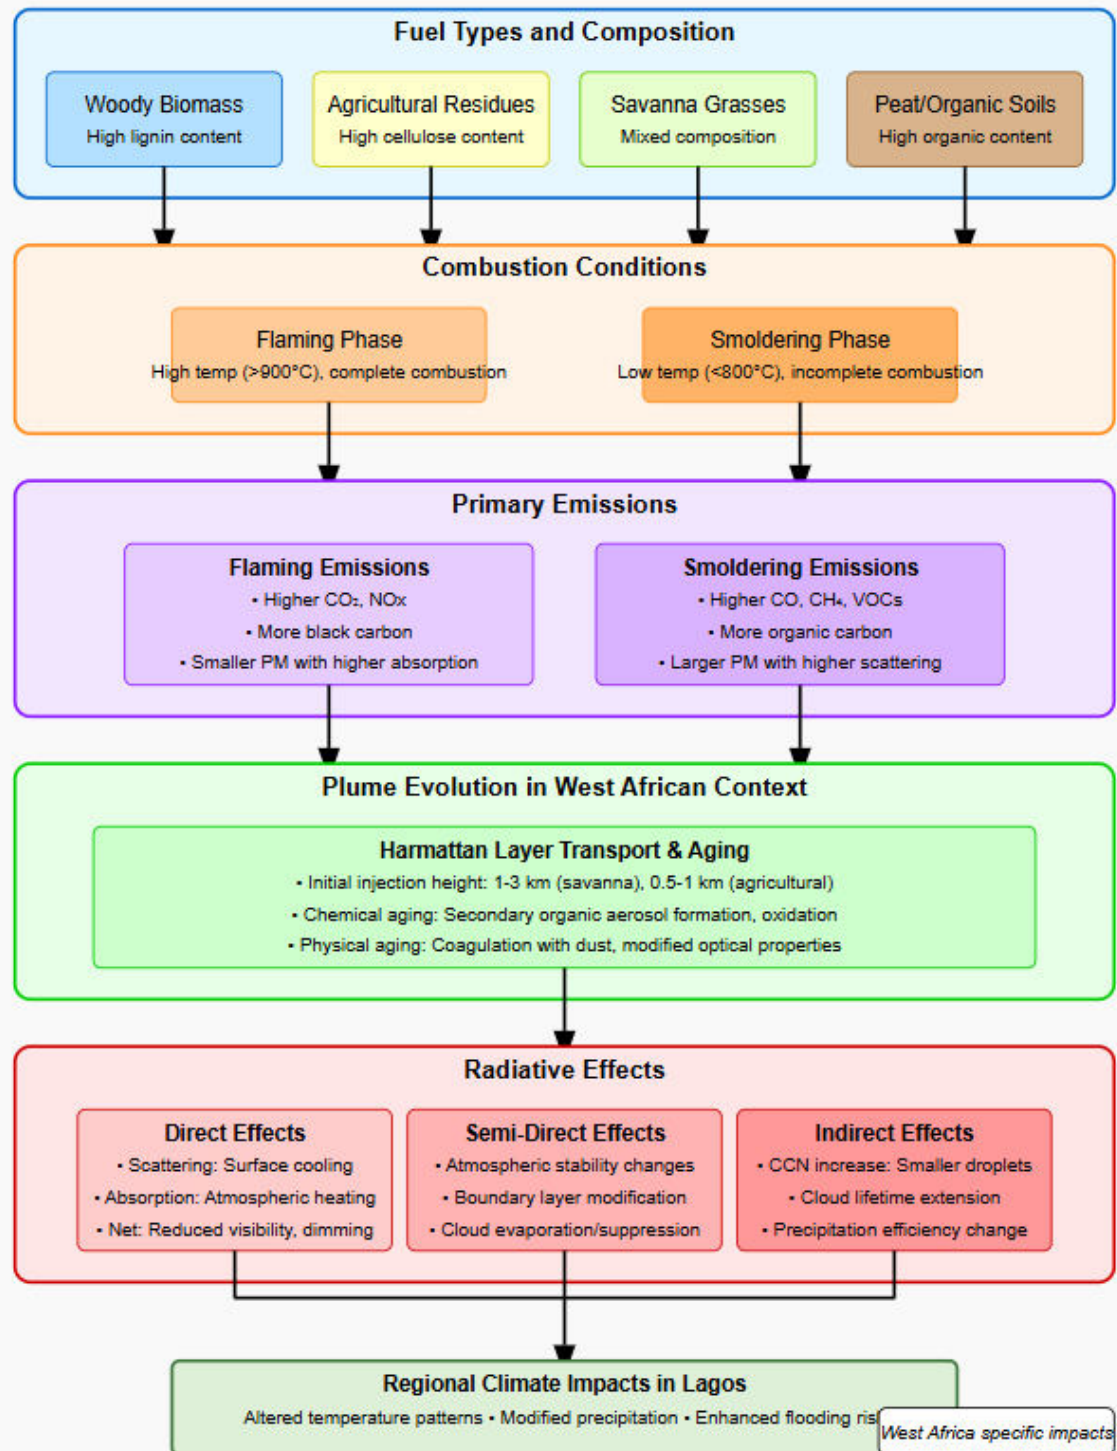 Fuel Types and Composition
Woody Biomass
High lignin content
Agricultural Residues
High cellulose content
Savanna Grasses
Mixed composition
Peat/Organic Soils
High organic content
Combustion Conditions
Flaming Phase
High temp (>900°C), complete combustion
Smoldering Phase
Low temp (<800°C), incomplete combustion
Primary Emissions
Flaming Emissions
• Higher CO₂, NOx
• More black carbon
• Smaller PM with higher absorption
Smoldering Emissions
• Higher CO, CH₄, VOCs
• More organic carbon
• Larger PM with higher scattering
Plume Evolution in West African Context
Harmattan Layer Transport & Aging
• Initial injection height: 1-3 km (savanna), 0.5-1 km (agricultural)
• Chemical aging: Secondary organic aerosol formation, oxidation
• Physical aging: Coagulation with dust, modified optical properties
Radiative Effects
Direct Effects
• Scattering: Surface cooling
• Absorption: Atmospheric heating
• Net: Reduced visibility, dimming
Semi-Direct Effects
• Atmospheric stability changes
• Boundary layer modification
• Cloud evaporation/suppression
Indirect Effects
• CCN increase: Smaller droplets
• Cloud lifetime extension
• Precipitation efficiency change
Regional Climate Impacts in Lagos
Altered temperature patterns • Modified precipitation • Enhanced flooding
West Africa specific impacts